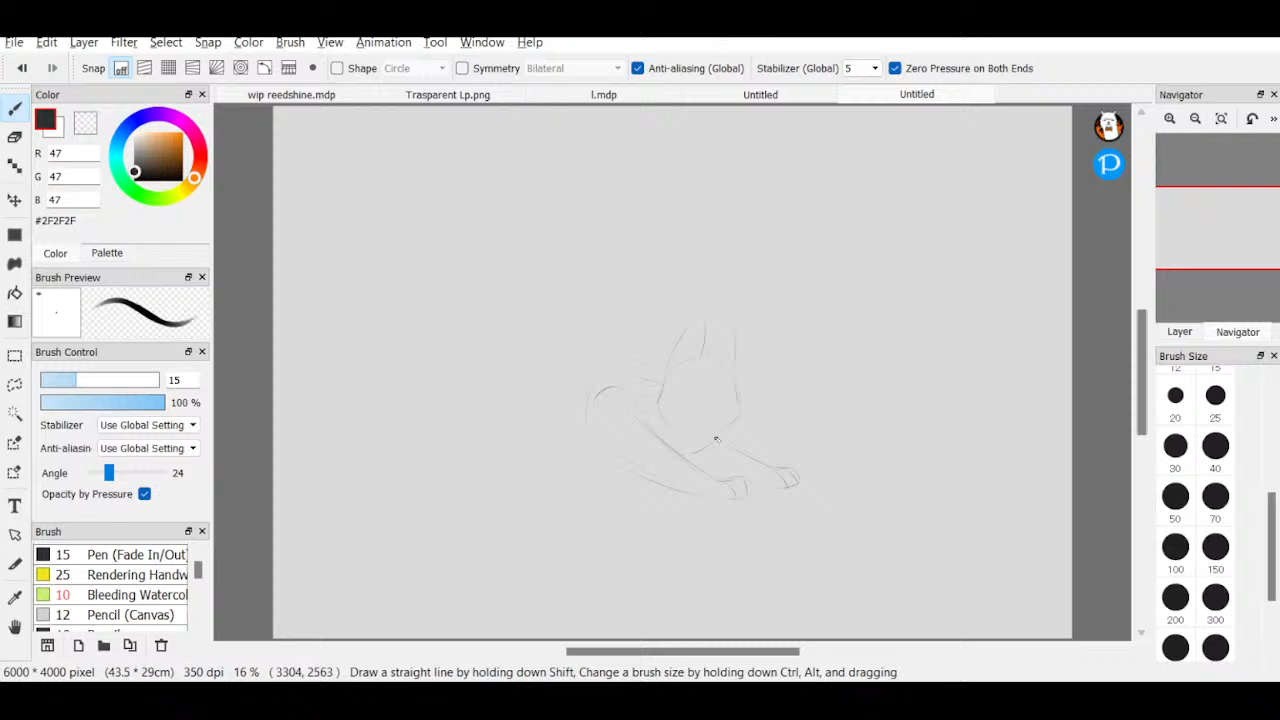 File Edit Layer Filter Select Snap Color Brush View Animation Tool Window Help
Snap off Shape Circle Symmetry Bilateral Anti-aliasing (Global) Stabilizer (Global) 5 Zero Pressure on Both Ends
Color
wip reedshine.mdp Trasparent Lp.png l.mdp Untitled Untitled
Navigator
R 47
G 47
B 47
#2F2F2F
Color Palette
Brush Preview
Brush Control
15
100 %
Stabilizer Use Global Setting
Anti-aliasin Use Global Setting
Angle 24
Opacity by Pressure
Brush
15 Pen (Fade In/Out)
25 Rendering Handw
10 Bleeding Watercol
12 Pencil (Canvas)
P
»
Layer Navigator
Brush Size
12 15
20 25
30 40
50 70
100 150
200 300
T
6000 * 4000 pixel (43.5 * 29cm) 350 dpi 16 % ( 3304, 2563 ) Draw a straight line by holding down Shift, Change a brush size by holding down Ctrl, Alt, and dragging